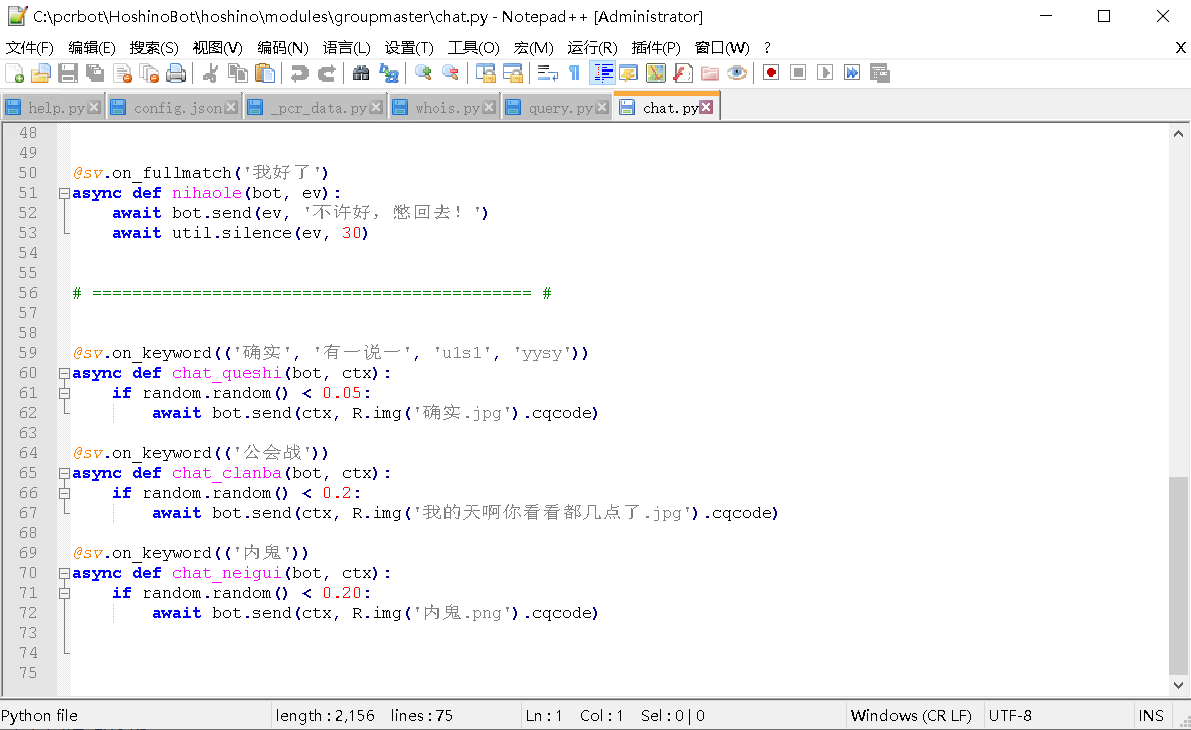 C:\pcrbot\HoshinoBot\hoshino\modules\groupmaster\chat.py - Notepad++ [Administrator]
文件(F) 编辑(E) 搜索(S) 视图(V) 编码(N) 语言(L) 设置(T) 工具(O) 宏(M) 运行(R) 插件(P) 窗口(W) ? X
help.py config.json _pcr_data.py whois.py query.py chat.py
48
49
50 @sv.on_fullmatch('我好了')
51 async def nihaole(bot, ev):
52 await bot.send(ev, '不许好，憋回去！')
53 await util.silence(ev, 30)
54
55
56 # ============================================ #
57
58
59 @sv.on_keyword(('确实', '有一说一', 'u1s1', 'yysy'))
60 async def chat_queshi(bot, ctx):
61 if random.random() < 0.05:
62 await bot.send(ctx, R.img('确实.jpg').cqcode)
63
64 @sv.on_keyword(('公会战'))
65 async def chat_clanba(bot, ctx):
66 if random.random() < 0.2:
67 await bot.send(ctx, R.img('我的天啊你看看都几点了.jpg').cqcode)
68
69 @sv.on_keyword(('内鬼'))
70 async def chat_neigui(bot, ctx):
71 if random.random() < 0.20:
72 await bot.send(ctx, R.img('内鬼.png').cqcode)
73
74
75
Python file length : 2,156 lines : 75 Ln : 1 Col : 1 Sel : 0 | 0 Windows (CR LF) UTF-8 INS